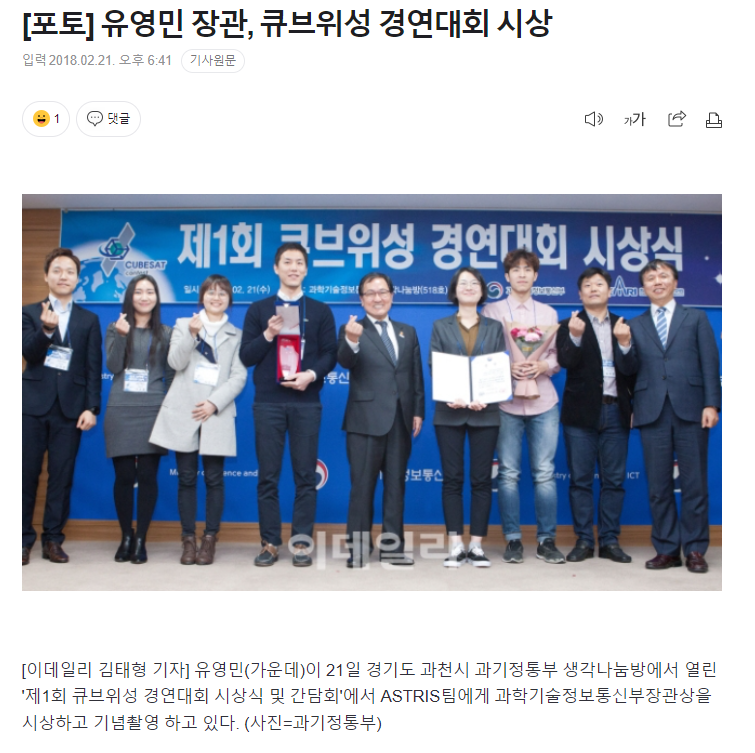 [포토] 유영민 장관, 큐브위성 경연대회 시상
입력 2018.02.21. 오후 6:41 기사원문
1 댓글
가가
제1회 큐브위성 경연대회 시상식
CUBESAT
02. 21(수) 과학기술정보 나눔방(518호)
정보통신부
이데일리
[이데일리 김태형 기자] 유영민(가운데)이 21일 경기도 과천시 과기정통부 생각나눔방에서 열린
'제1회 큐브위성 경연대회 시상식 및 간담회'에서 ASTRIS팀에게 과학기술정보통신부장관상을
시상하고 기념촬영 하고 있다. (사진=과기정통부)